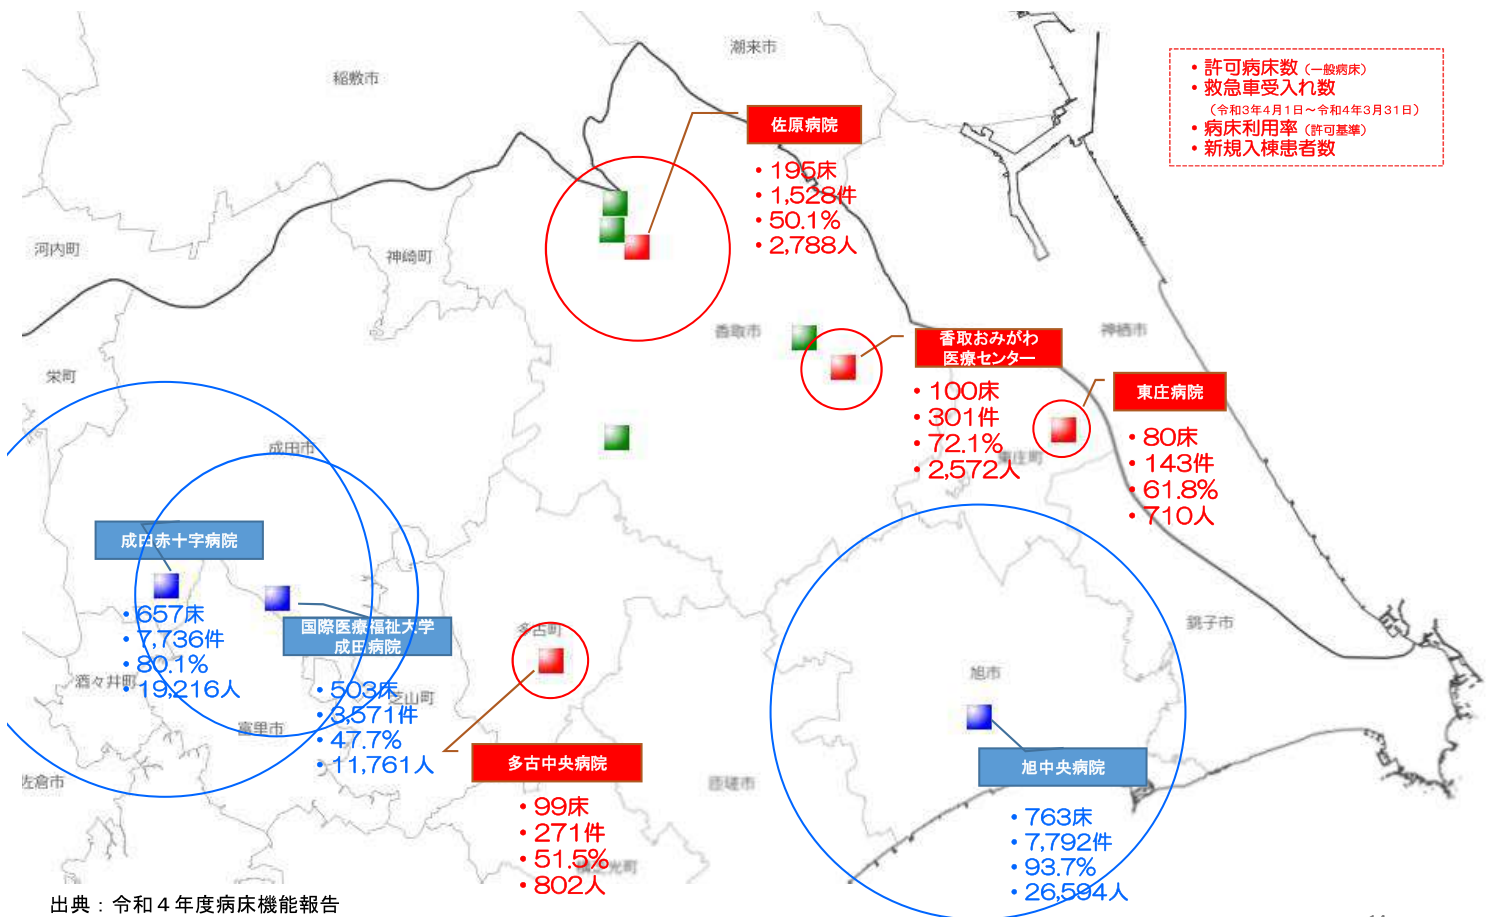 潮来市
稲敷市
・許可病床数（一般病床）
・救急車受入れ数
（令和3年4月1日～令和4年3月31日）
・病床利用率（許可基準）
・新規入棟患者数
佐原病院
・195床
・1,528件
・50.1%
・2,788人
河内町
神崎町
香取市
神栖市
香取おみがわ
医療センター
・100床
・301件
・72.1%
・2,572人
東庄町
東庄病院
・80床
・143件
・61.8%
・710人
栄町
成田市
成田赤十字病院
・657床
・7,736件
・80.1%
・19,216人
国際医療福祉大学
成田病院
・503床
・3,571件
・47.7%
・11,761人
酒々井町
富里市
芝山町
佐倉市
多古町
多古中央病院
・99床
・271件
・51.5%
・802人
横芝光町
匝瑳市
旭市
銚子市
旭中央病院
・763床
・7,792件
・93.7%
・26,594人
出典：令和４年度病床機能報告